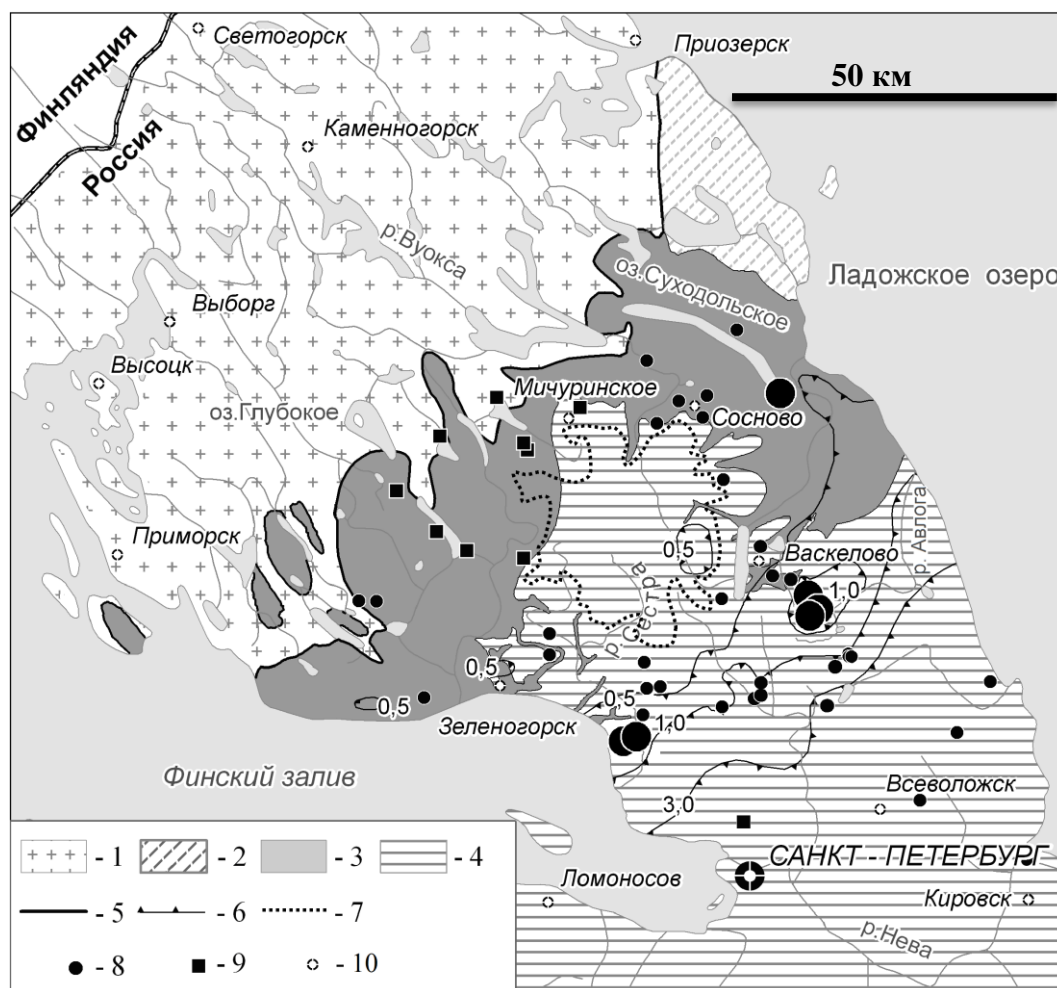 Светогорск
Приозерск
50 км
Финляндия
Россия
Каменногорск
р.Вуокса
оз.Суходольское
Ладожское озеро
Выборг
Высоцк
Мичуринское
оз.Глубокое
Сосново
Приморск
р. Авлога
0,5
Васкелово
р. Сестра
1,0
0,5
0,5
0,5
Зеленогорск
1,0
Финский залив
3,0
Всеволожск
САНКТ - ПЕТЕРБУРГ
Ломоносов
Кировск
р.Нева
- 1
- 2
- 3
- 4
- 5
- 6
- 7
- 8
- 9
- 10